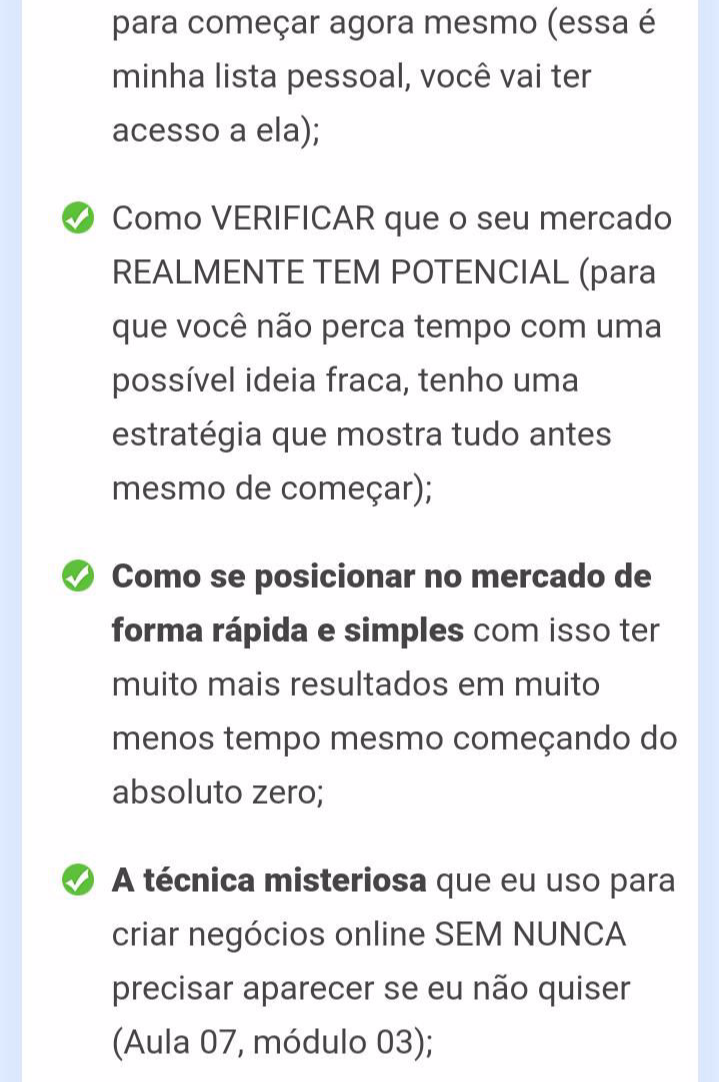 para começar agora mesmo (essa é
minha lista pessoal, você vai ter
acesso a ela);
Como VERIFICAR que o seu mercado
REALMENTE TEM POTENCIAL (para
que você não perca tempo com uma
possível ideia fraca, tenho uma
estratégia que mostra tudo antes
mesmo de começar);
Como se posicionar no mercado de
forma rápida e simples com isso ter
muito mais resultados em muito
menos tempo mesmo começando do
absoluto zero;
A técnica misteriosa que eu uso para
criar negócios online SEM NUNCA
precisar aparecer se eu não quiser
(Aula 07, módulo 03);